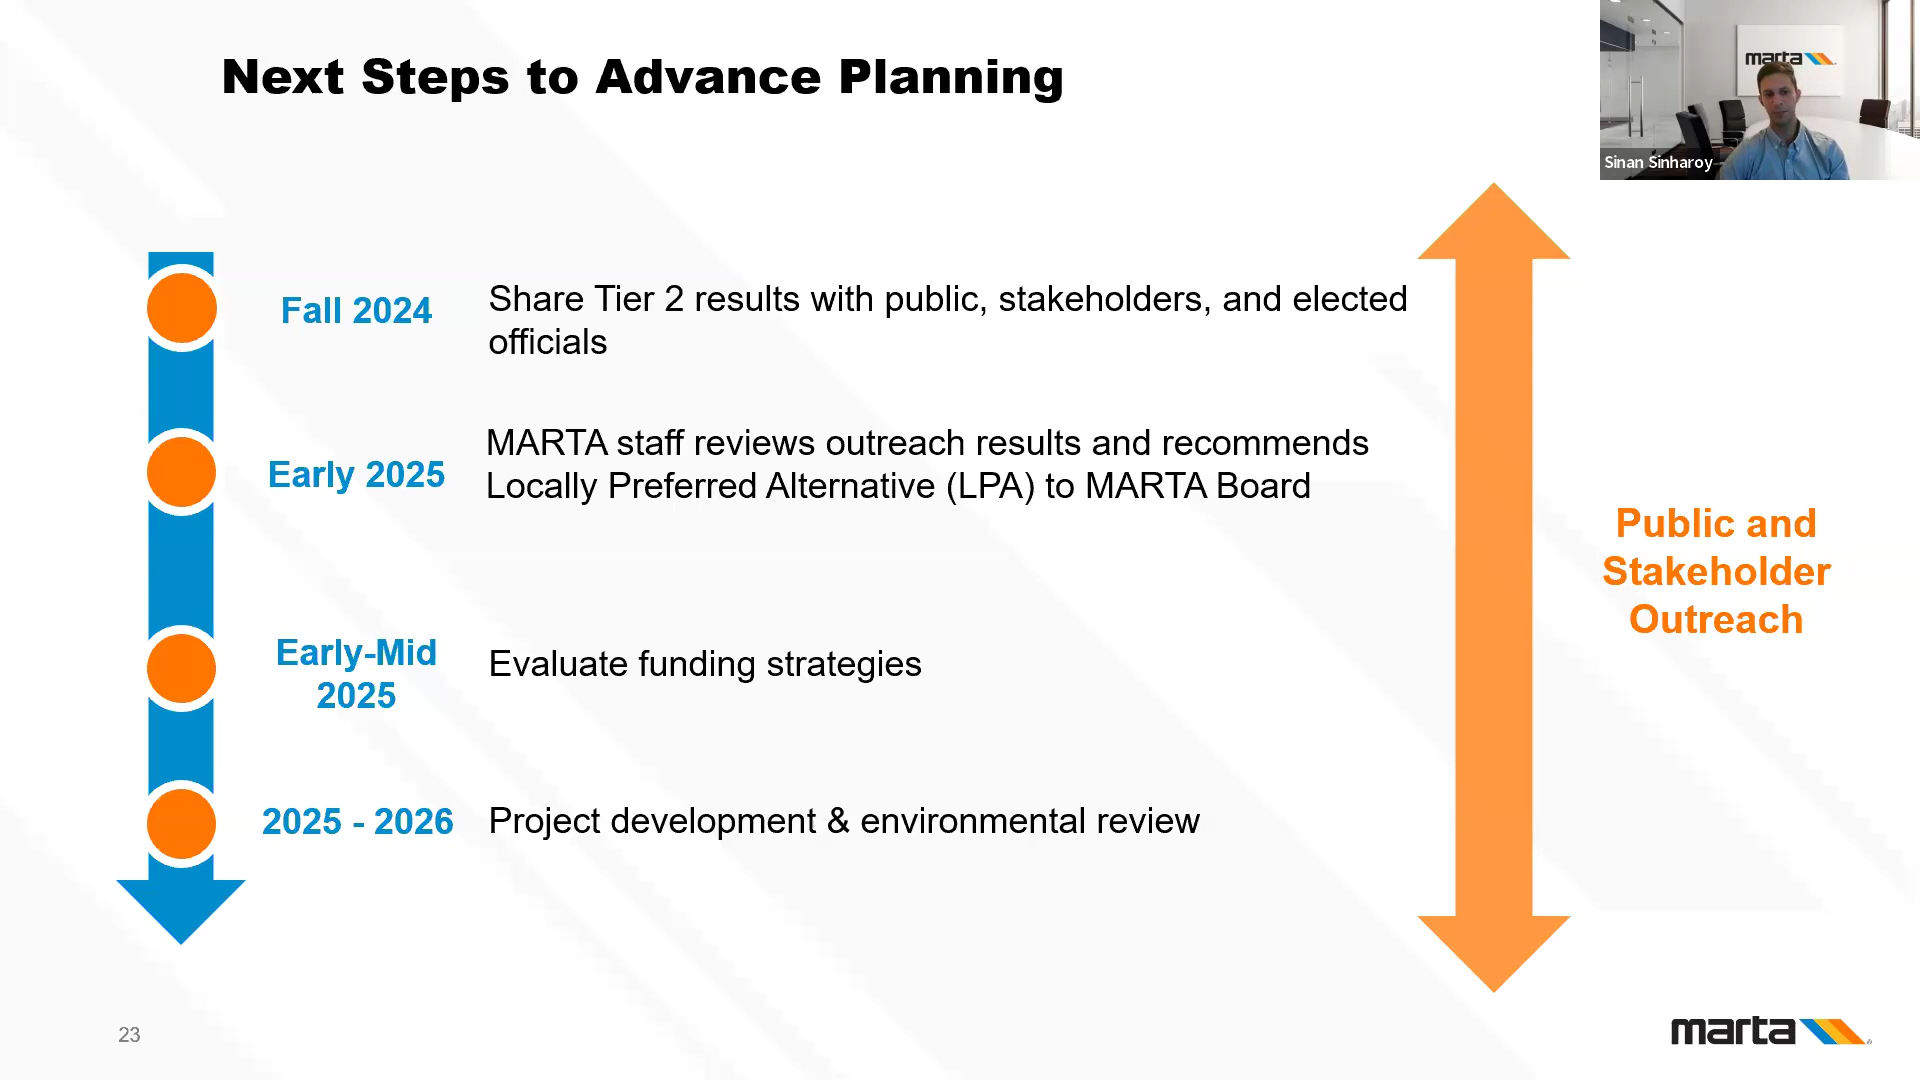 Next Steps to Advance Planning
marta
Sinan Sinharoy
Fall 2024
Share Tier 2 results with public, stakeholders, and elected
officials
Early 2025
MARTA staff reviews outreach results and recommends
Locally Preferred Alternative (LPA) to MARTA Board
Early-Mid
2025
Evaluate funding strategies
2025 - 2026
Project development & environmental review
Public and
Stakeholder
Outreach
23
marta